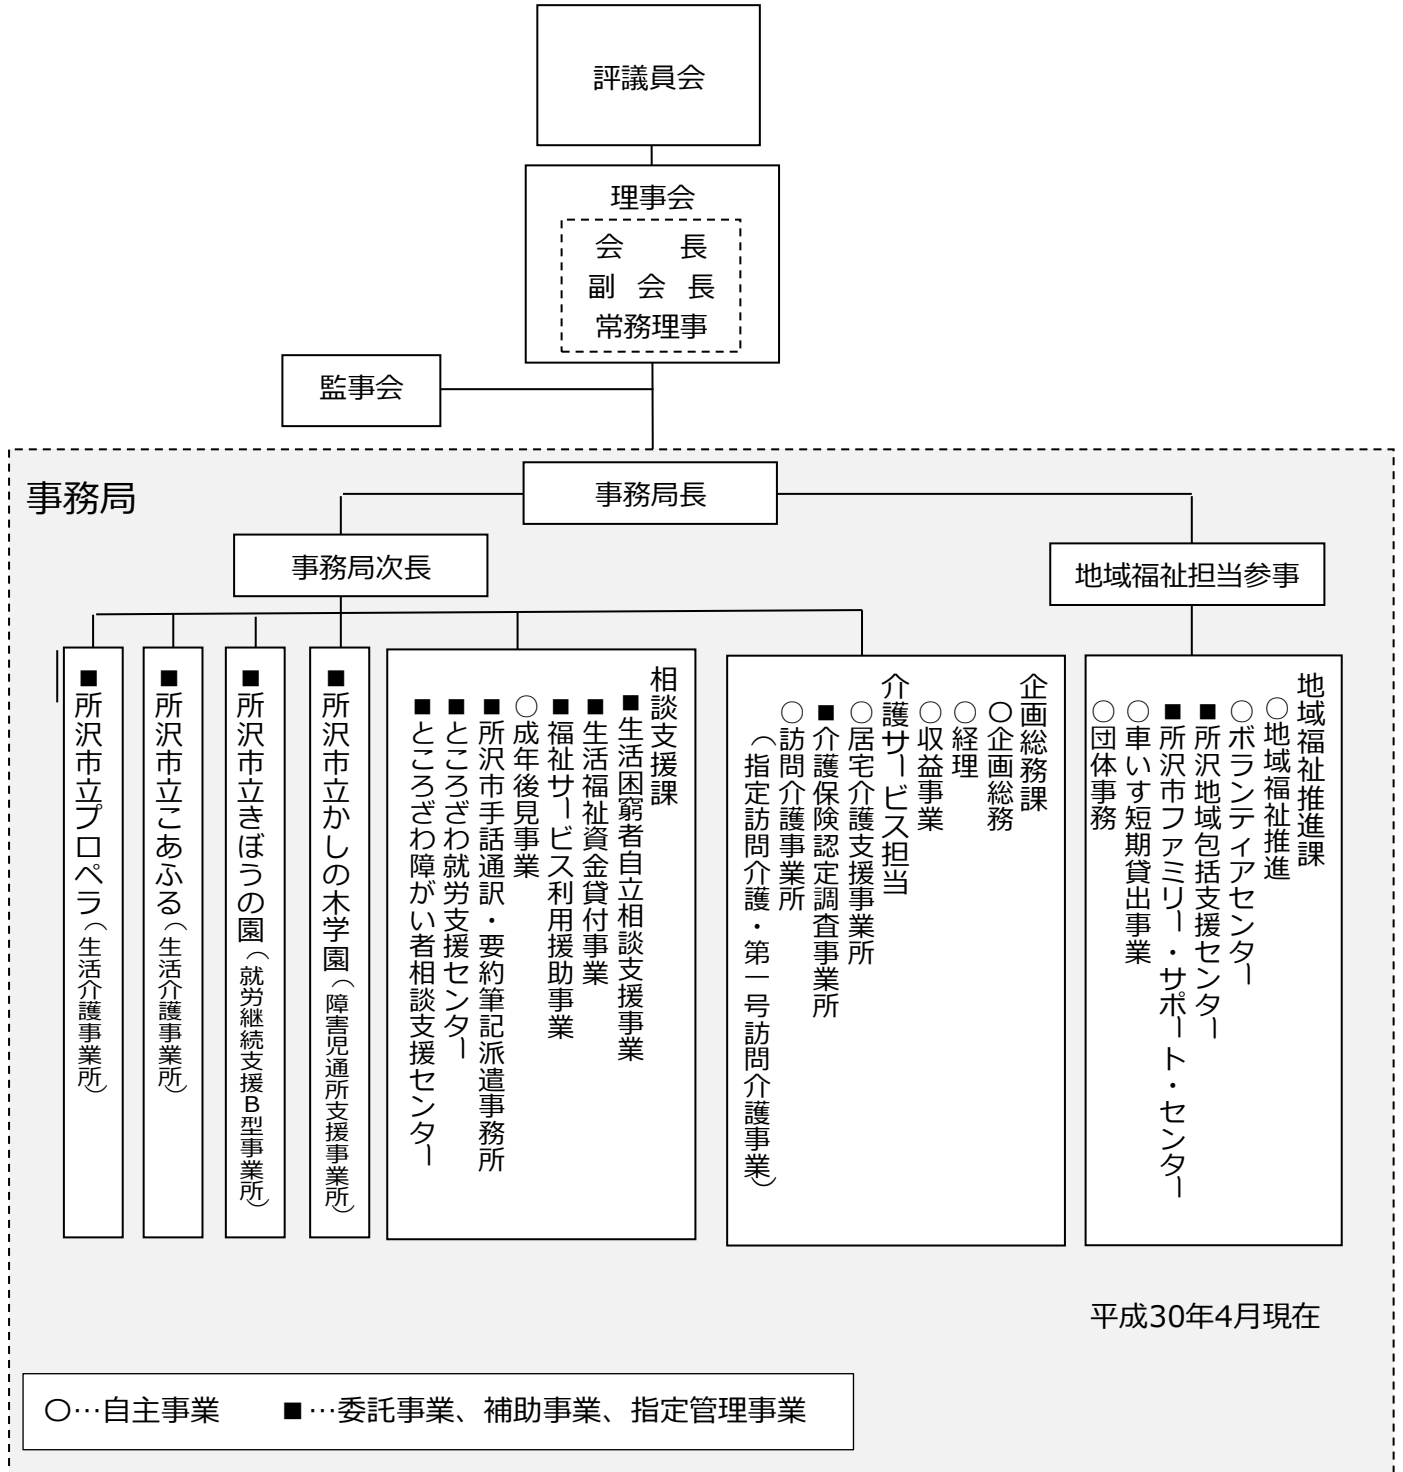 評議員会
理事会
会　長
副 会 長
常務理事
監事会
事務局
事務局長
事務局次長
地域福祉担当参事
地域福祉推進課
○地域福祉推進
○ボランティアセンター
■所沢地域包括支援センター
■所沢市ファミリー・サポート・センター
○車いす短期貸出事業
○団体事務
企画総務課
○企画総務
○経理
○収益事業
介護サービス担当
○居宅介護支援事業所
■介護保険認定調査事業所
○訪問介護事業所
（指定訪問介護・第一号訪問介護事業）
相談支援課
■生活困窮者自立相談支援事業
■生活福祉資金貸付事業
■福祉サービス利用援助事業
○成年後見事業
■所沢市手話通訳・要約筆記派遣事務所
■ところざわ就労支援センター
■ところざわ障がい者相談支援センター
■所沢市立かしの木学園（障害児通所支援事業所）
■所沢市立きぼうの園（就労継続支援B型事業所）
■所沢市立こあふる（生活介護事業所）
■所沢市立プロペラ（生活介護事業所）
平成30年4月現在
○…自主事業　■…委託事業、補助事業、指定管理事業